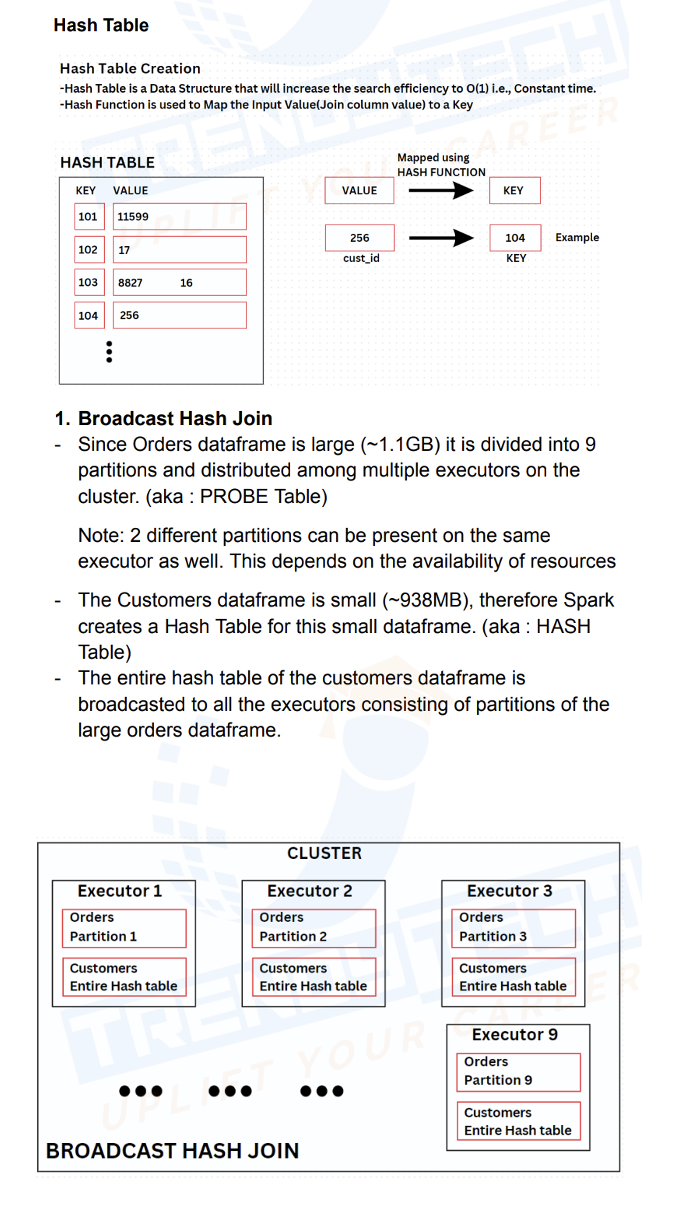 Hash Table
Hash Table Creation
-Hash Table is a Data Structure that will increase the search efficiency to O(1) i.e., Constant time.
-Hash Function is used to Map the Input Value(Join column value) to a Key
HASH TABLE
KEY VALUE
101 11599
102 17
103 8827 16
104 256
Mapped using
HASH FUNCTION
VALUE KEY
256 104 Example
cust_id KEY
1. Broadcast Hash Join
- Since Orders dataframe is large (~1.1GB) it is divided into 9
partitions and distributed among multiple executors on the
cluster. (aka : PROBE Table)
Note: 2 different partitions can be present on the same
executor as well. This depends on the availability of resources
- The Customers dataframe is small (~938MB), therefore Spark
creates a Hash Table for this small dataframe. (aka : HASH
Table)
- The entire hash table of the customers dataframe is
broadcasted to all the executors consisting of partitions of the
large orders dataframe.
CLUSTER
Executor 1
Orders
Partition 1
Customers
Entire Hash table
Executor 2
Orders
Partition 2
Customers
Entire Hash table
Executor 3
Orders
Partition 3
Customers
Entire Hash table
Executor 9
Orders
Partition 9
Customers
Entire Hash table
BROADCAST HASH JOIN
TRENDYTECH
UPLIFT YOUR CAREER
TRENDYTECH
UPLIFT YOUR CAREER